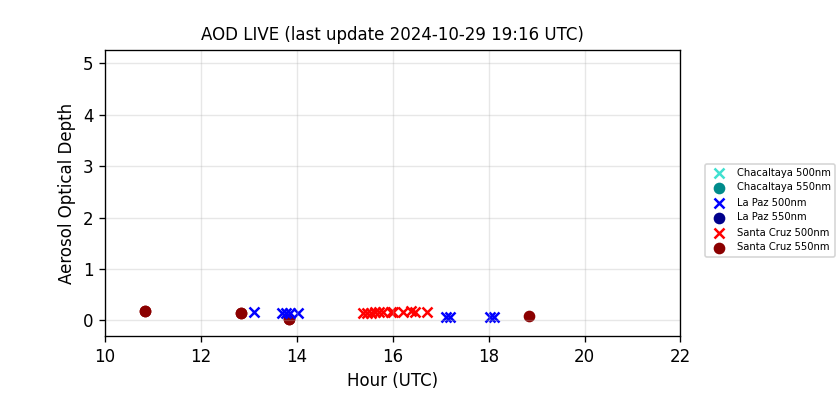 AOD LIVE (last update 2024-10-29 19:16 UTC)
Aerosol Optical Depth
5
4
3
2
1
0
10 12 14 16 18 20 22
Hour (UTC)
Chacaltaya 500nm
Chacaltaya 550nm
La Paz 500nm
La Paz 550nm
Santa Cruz 500nm
Santa Cruz 550nm